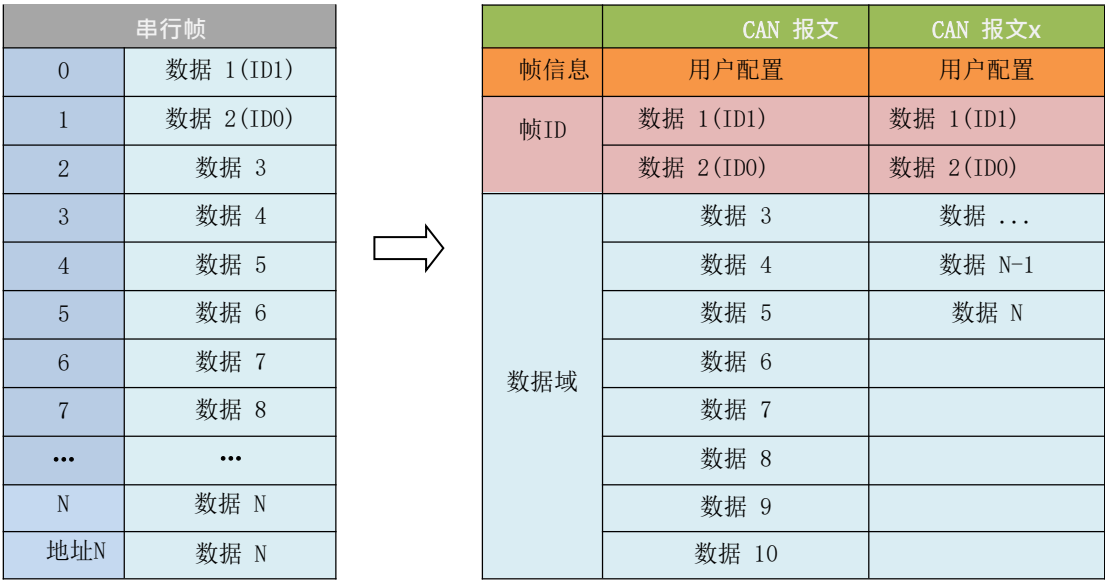 串行帧
0 数据 1(ID1)
1 数据 2(ID0)
2 数据 3
3 数据 4
4 数据 5
5 数据 6
6 数据 7
7 数据 8
… …
N 数据 N
地址N 数据 N
CAN 报文 CAN 报文x
帧信息 用户配置 用户配置
帧ID 数据 1(ID1) 数据 1(ID1)
数据 2(ID0) 数据 2(ID0)
数据域 数据 3 数据 ...
数据 4 数据 N-1
数据 5 数据 N
数据 6
数据 7
数据 8
数据 9
数据 10